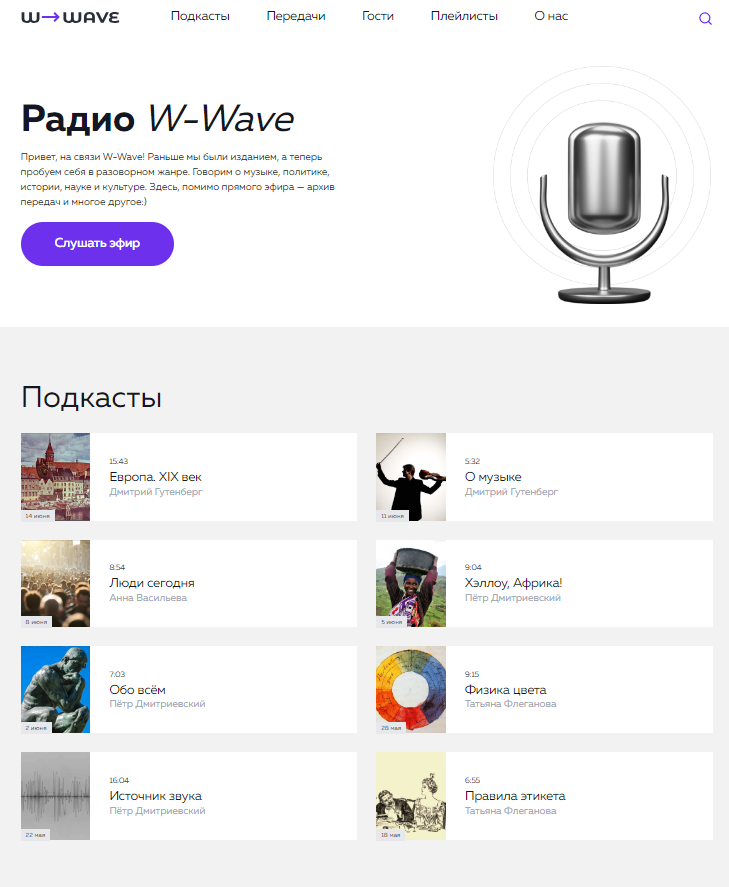 W→WAVE
Подкасты
Передачи
Гости
Плейлисты
О нас
Радио W-Wave
Привет, на связи W-Wave! Раньше мы были изданием, а теперь
пробуем себя в разоворном жанре. Говорим о музыке, политике,
истории, науке и культуре. Здесь, помимо прямого эфира — архив
передач и многое другое:)
Слушать эфир
Подкасты
15:43
Европа. XIX век
Дмитрий Гутенберг
14 июня
5:32
О музыке
Дмитрий Гутенберг
11 июня
8:54
Люди сегодня
Анна Васильева
8 июня
9:04
Хэллоу, Африка!
Пётр Дмитриевский
5 июня
7:03
Обо всём
Пётр Дмитриевский
2 июня
9:15
Физика цвета
Татьяна Флеганова
28 мая
16:04
Источник звука
Пётр Дмитриевский
22 мая
6:55
Правила этикета
Татьяна Флеганова
18 мая